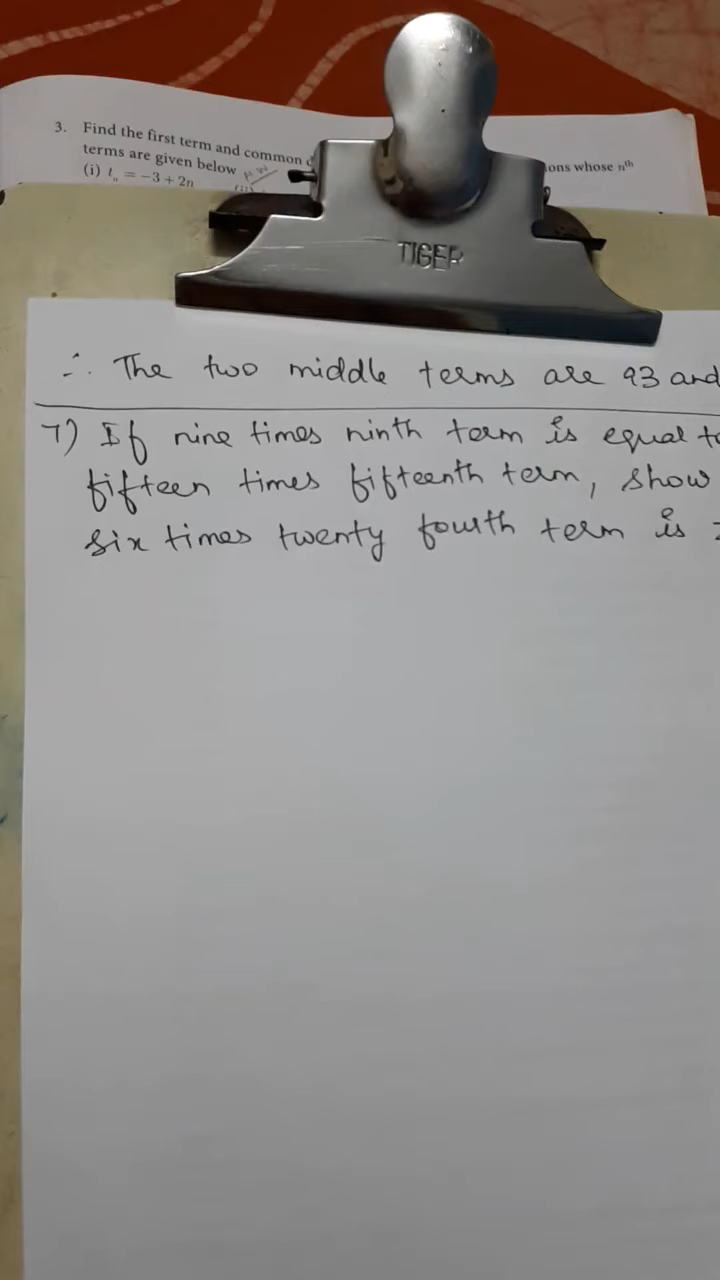 3. Find the first term and common
ions whose nth
terms are given below
(i) tn = -3 + 2n
TIGER
∴ The two middle terms are 93 and
7) If nine times ninth term is equal to
fifteen times fifteenth term, show
six times twenty fourth term is